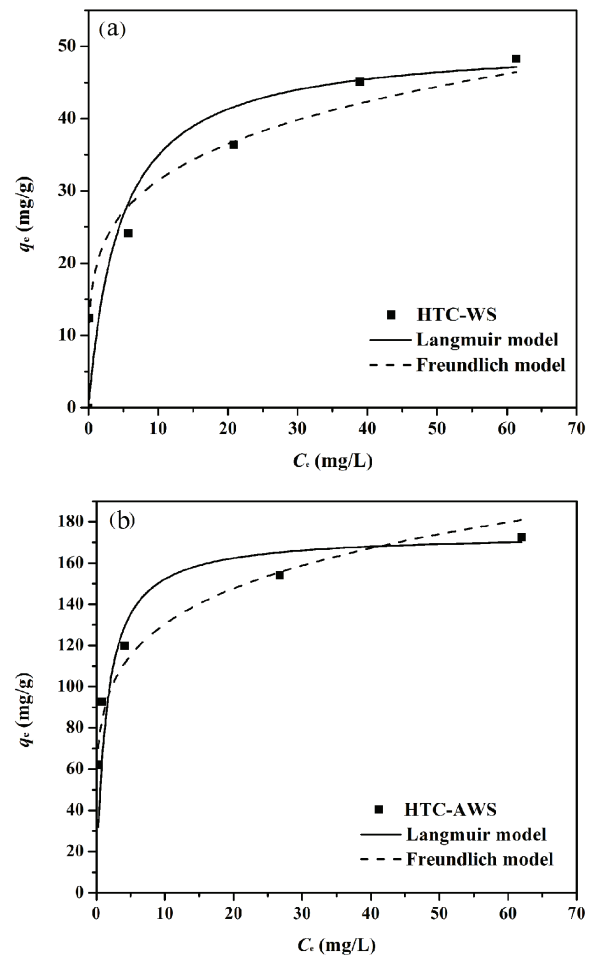 (a)
50
40
30
20
10
0
qe (mg/g)
HTC-WS
Langmuir model
Freundlich model
0 10 20 30 40 50 60 70
Ce (mg/L)
(b)
180
160
140
120
100
80
60
40
20
0
qe (mg/g)
HTC-AWS
Langmuir model
Freundlich model
0 10 20 30 40 50 60 70
Ce (mg/L)